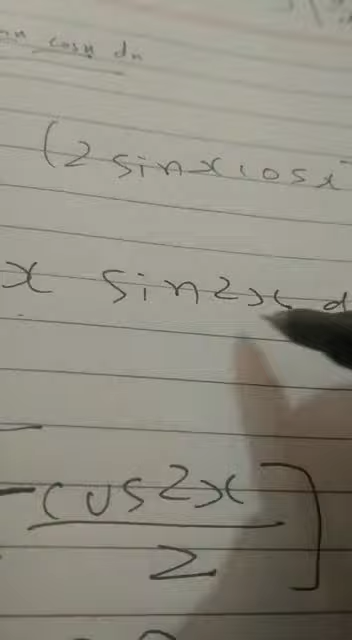 cosx dx
(2 sinx cosx
x sin2x d
- cos2x ]
2